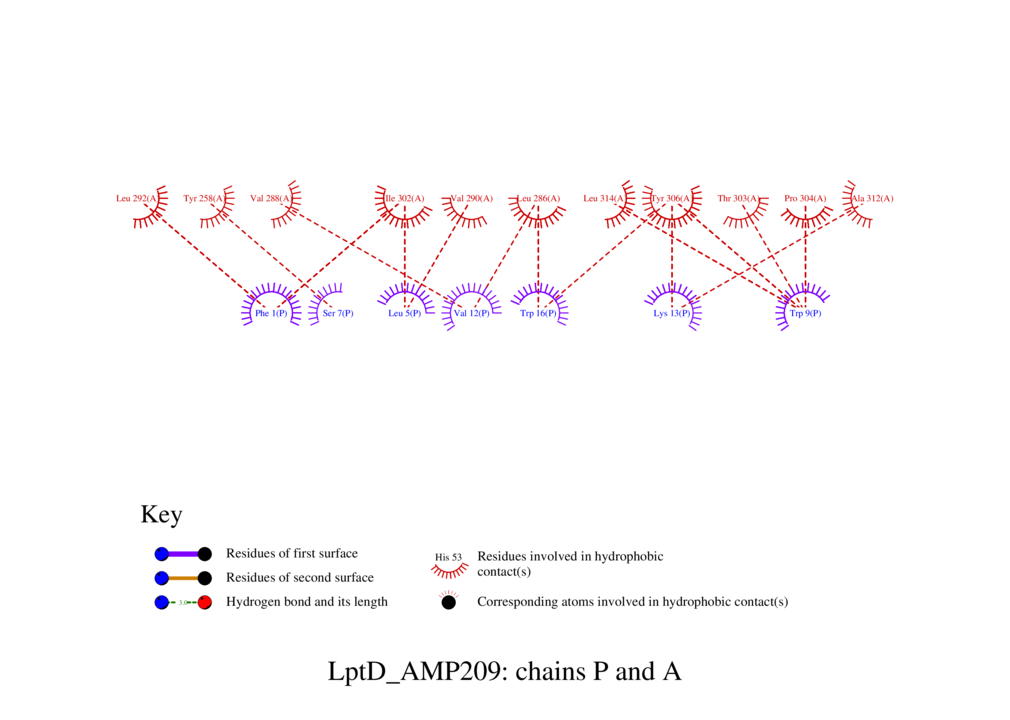 Leu 292(A) Tyr 258(A) Val 288(A) Ile 302(A) Val 290(A) Leu 286(A) Leu 314(A) Tyr 306(A) Thr 303(A) Pro 304(A) Ala 312(A)
Phe 1(P) Ser 7(P) Leu 5(P) Val 12(P) Trp 16(P) Lys 13(P) Trp 9(P)
Key
Residues of first surface
Residues of second surface
3.0
Hydrogen bond and its length
His 53
Residues involved in hydrophobic
contact(s)
Corresponding atoms involved in hydrophobic contact(s)
LptD_AMP209: chains P and A